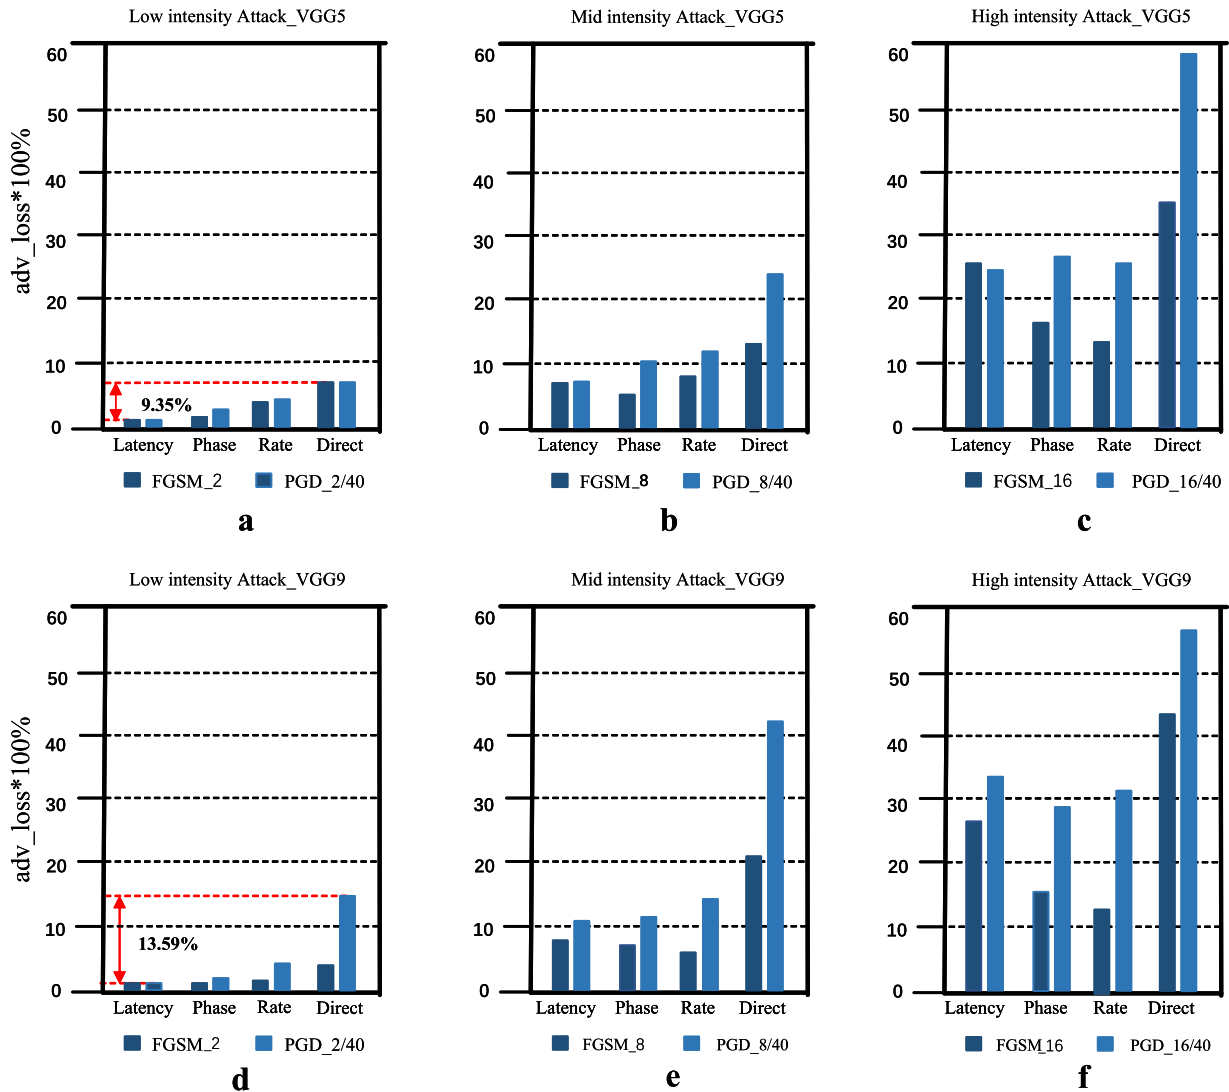 Low intensity Attack_VGG5
adv_loss*100%
60
50
40
30
20
10
0
9.35%
Latency Phase Rate Direct
FGSM_2 PGD_2/40
a
Mid intensity Attack_VGG5
60
50
40
30
20
10
0
Latency Phase Rate Direct
FGSM_8 PGD_8/40
b
High intensity Attack_VGG5
60
50
40
30
20
10
0
Latency Phase Rate Direct
FGSM_16 PGD_16/40
c
Low intensity Attack_VGG9
adv_loss*100%
60
50
40
30
20
10
0
13.59%
Latency Phase Rate Direct
FGSM_2 PGD_2/40
d
Mid intensity Attack_VGG9
60
50
40
30
20
10
0
Latency Phase Rate Direct
FGSM_8 PGD_8/40
e
High intensity Attack_VGG9
60
50
40
30
20
10
0
Latency Phase Rate Direct
FGSM_16 PGD_16/40
f